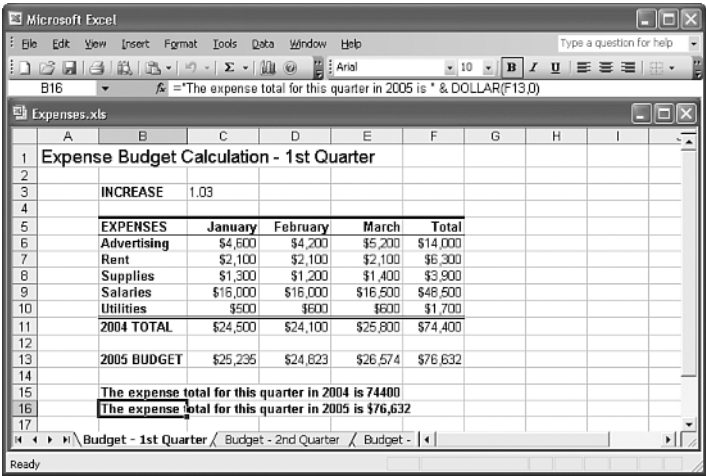 Microsoft Excel
File Edit View Insert Format Tools Data Window Help Type a question for help
Arial 10 B I U
B16 fx ="The expense total for this quarter in 2005 is " & DOLLAR(F13,0)
Expenses.xls
A B C D E F G H I
1 Expense Budget Calculation - 1st Quarter
2
3 INCREASE 1.03
4
5 EXPENSES January February March Total
6 Advertising $4,600 $4,200 $5,200 $14,000
7 Rent $2,100 $2,100 $2,100 $6,300
8 Supplies $1,300 $1,200 $1,400 $3,900
9 Salaries $16,000 $16,000 $16,500 $48,500
10 Utilities $500 $600 $600 $1,700
11 2004 TOTAL $24,500 $24,100 $25,800 $74,400
12
13 2005 BUDGET $25,235 $24,823 $26,574 $76,632
14
15 The expense total for this quarter in 2004 is 74400
16 The expense total for this quarter in 2005 is $76,632
17
Budget - 1st Quarter Budget - 2nd Quarter Budget -
Ready